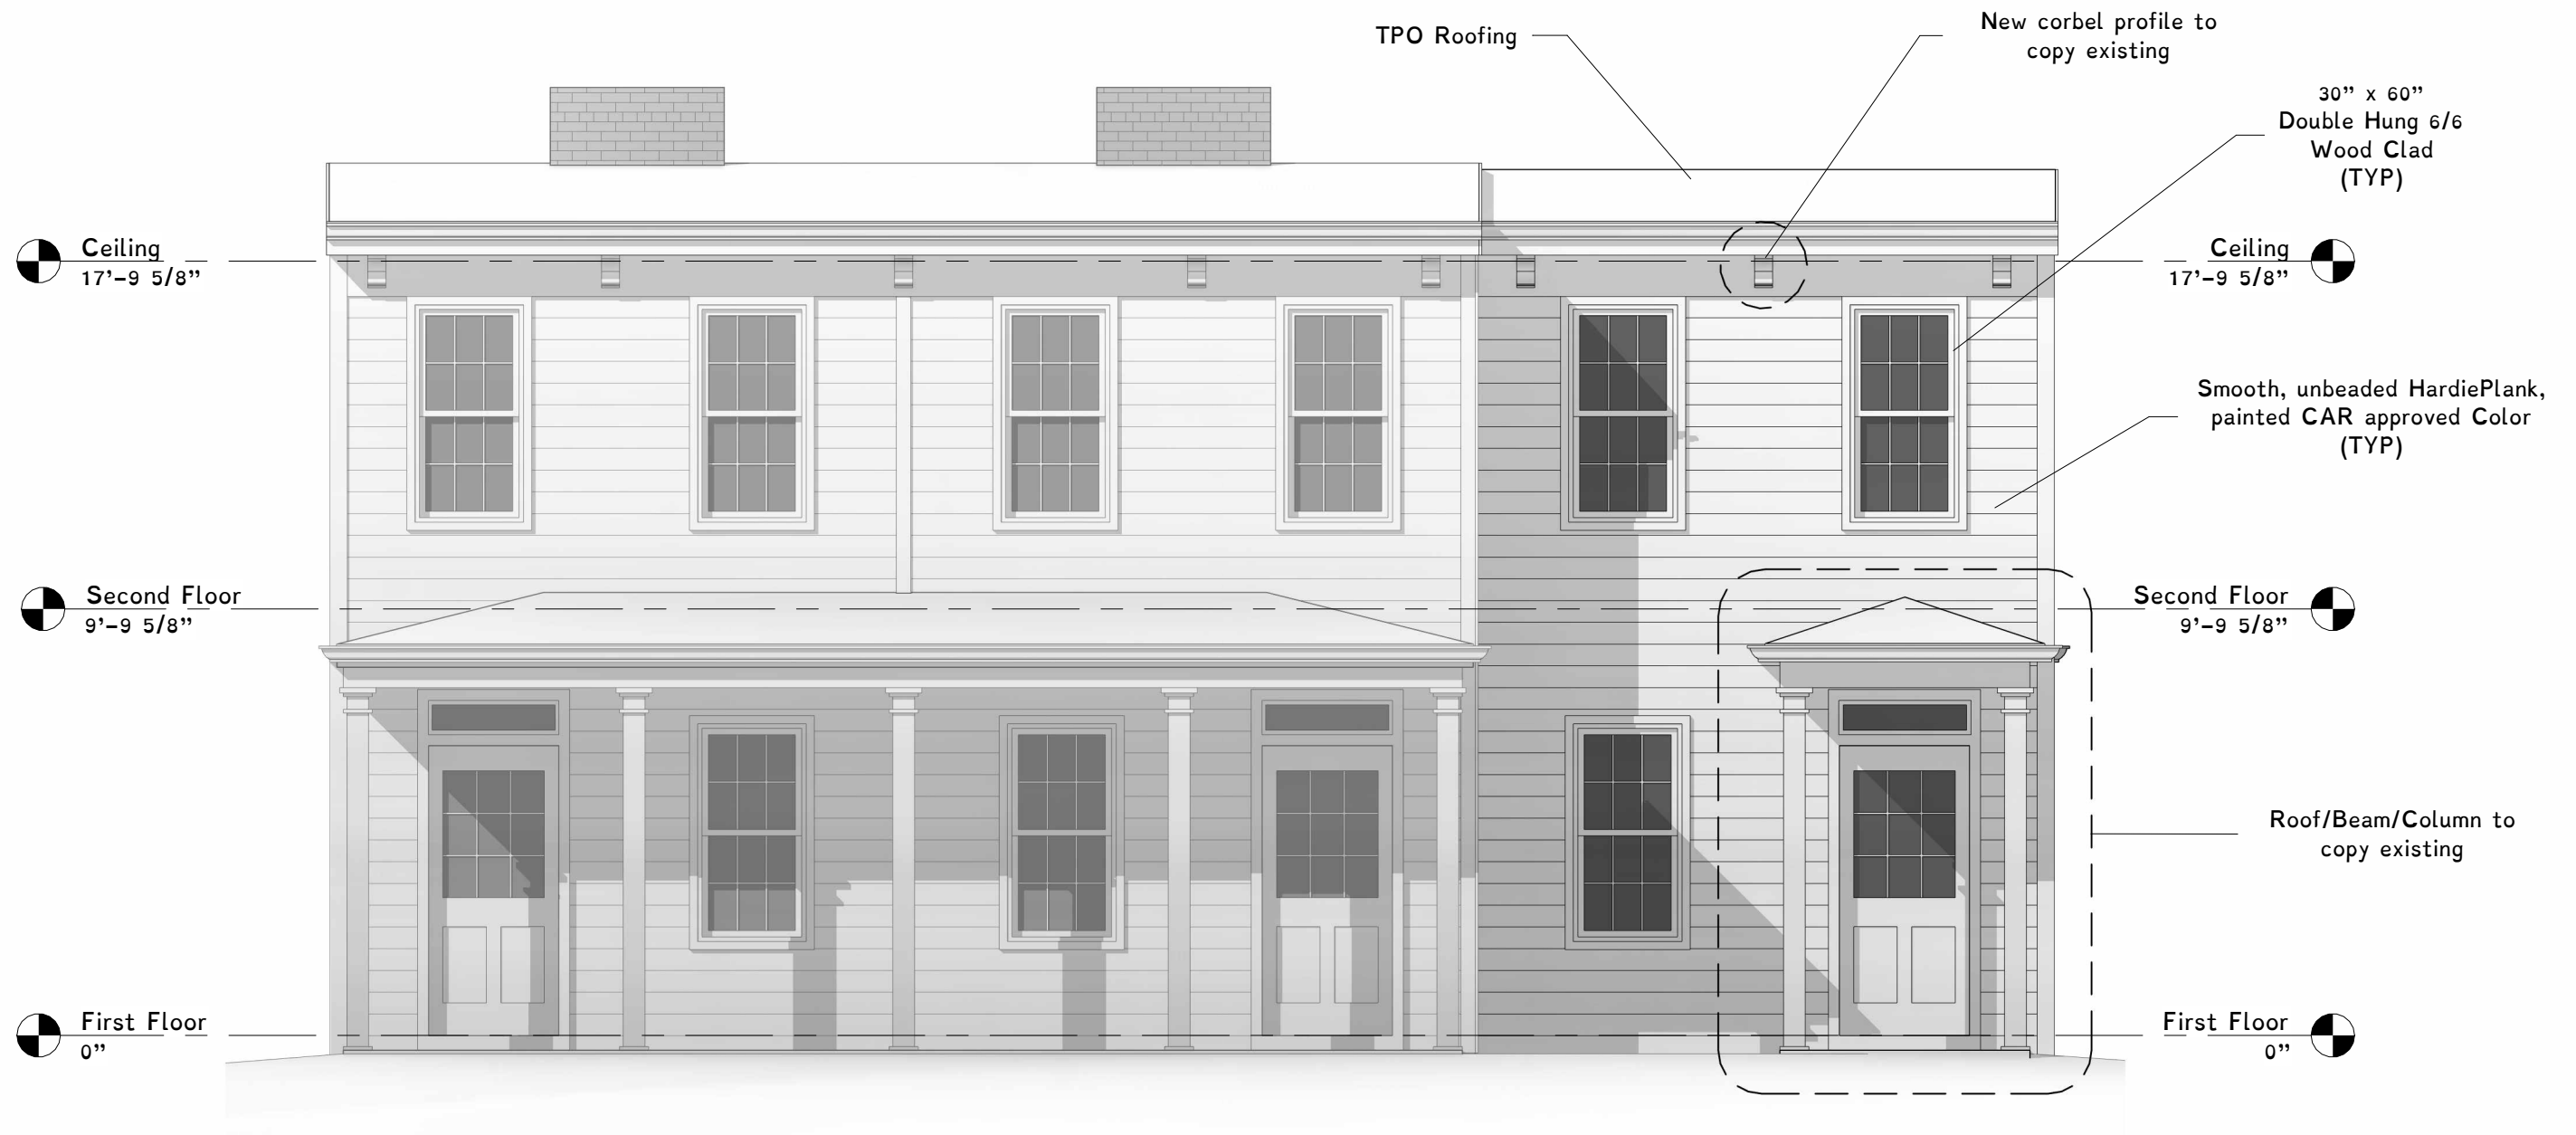 TPO Roofing
New corbel profile to
copy existing
30" x 60"
Double Hung 6/6
Wood Clad
(TYP)
Ceiling
17'-9 5/8"
Ceiling
17'-9 5/8"
Smooth, unbeaded HardiePlank,
painted CAR approved Color
(TYP)
Second Floor
9'-9 5/8"
Second Floor
9'-9 5/8"
Roof/Beam/Column to
copy existing
First Floor
0"
First Floor
0"